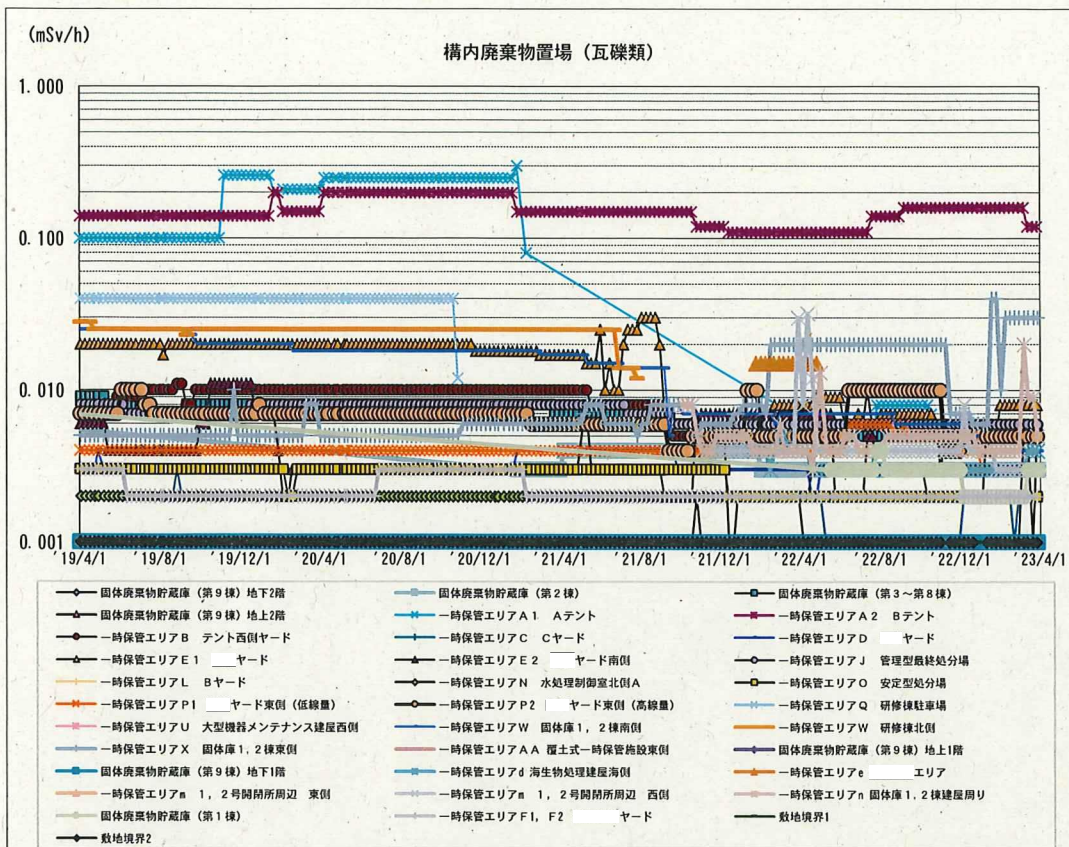 (mSv/h)
構内廃棄物置場（瓦礫類）
1.000
0.100
0.010
0.001
'19/4/1 '19/8/1 '19/12/1 '20/4/1 '20/8/1 '20/12/1 '21/4/1 '21/8/1 '21/12/1 '22/4/1 '22/8/1 '22/12/1 '23/4/1
固体廃棄物貯蔵庫（第9棟）地下2階 固体廃棄物貯蔵庫（第2棟） 固体廃棄物貯蔵庫（第3～第8棟）
固体廃棄物貯蔵庫（第9棟）地上2階 一時保管エリアA1 Aテント 一時保管エリアA2 Bテント
一時保管エリアB テント西側ヤード 一時保管エリアC Cヤード 一時保管エリアD ヤード
一時保管エリアE1 ヤード 一時保管エリアE2 ヤード南側 一時保管エリアJ 管理型最終処分場
一時保管エリアL Bヤード 一時保管エリアN 水処理制御室北側A 一時保管エリアO 安定型処分場
一時保管エリアP1 ヤード東側（低線量） 一時保管エリアP2 ヤード東側（高線量） 一時保管エリアQ 研修棟駐車場
一時保管エリアU 大型機器メンテナンス建屋西側 一時保管エリアW 固体庫1,2棟南側 一時保管エリアW 研修棟北側
一時保管エリアX 固体庫1,2棟東側 一時保管エリアAA 覆土式一時保管施設東側 固体廃棄物貯蔵庫（第9棟）地上1階
固体廃棄物貯蔵庫（第9棟）地下1階 一時保管エリアd 海生物処理建屋海側 一時保管エリアe エリア
一時保管エリアm 1，2号開閉所周辺 東側 一時保管エリアm 1，2号開閉所周辺 西側 一時保管エリアn 固体庫1,2棟建屋周り
固体廃棄物貯蔵庫（第1棟） 一時保管エリアF1，F2 ヤード 敷地境界1
敷地境界2